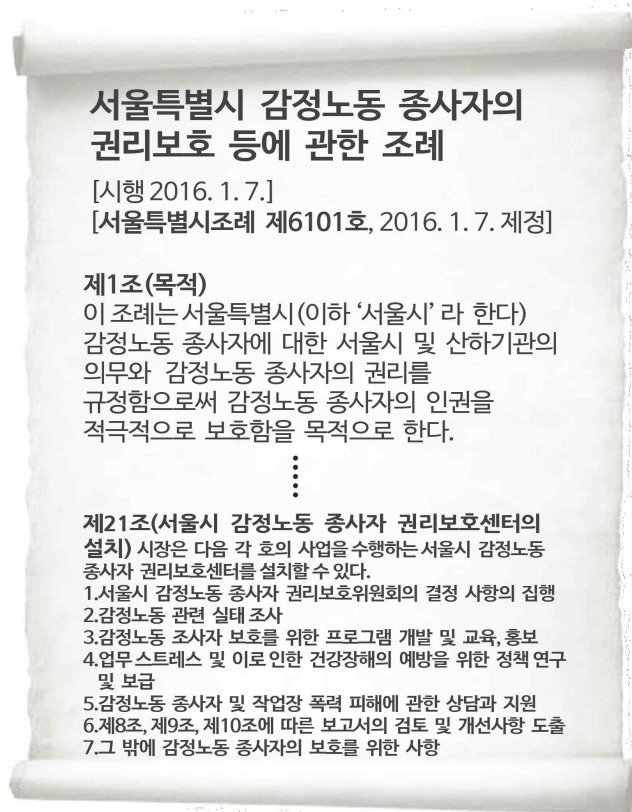 서울특별시 감정노동 종사자의
권리보호 등에 관한 조례
[시행 2016. 1. 7.]
[서울특별시조례 제6101호, 2016. 1. 7. 제정]
제1조(목적)
이 조례는 서울특별시(이하 ‘서울시’ 라 한다)
감정노동 종사자에 대한 서울시 및 산하기관의
의무와 감정노동 종사자의 권리를
규정함으로써 감정노동 종사자의 인권을
적극적으로 보호함을 목적으로 한다.
제21조(서울시 감정노동 종사자 권리보호센터의
설치) 시장은 다음 각 호의 사업을 수행하는 서울시 감정노동
종사자 권리보호센터를 설치할 수 있다.
1.서울시 감정노동 종사자 권리보호위원회의 결정 사항의 집행
2.감정노동 관련 실태 조사
3.감정노동 조사자 보호를 위한 프로그램 개발 및 교육, 홍보
4.업무 스트레스 및 이로 인한 건강장해의 예방을 위한 정책 연구
및 보급
5.감정노동 종사자 및 작업장 폭력 피해에 관한 상담과 지원
6.제8조, 제9조, 제10조에 따른 보고서의 검토 및 개선사항 도출
7.그 밖에 감정노동 종사자의 보호를 위한 사항